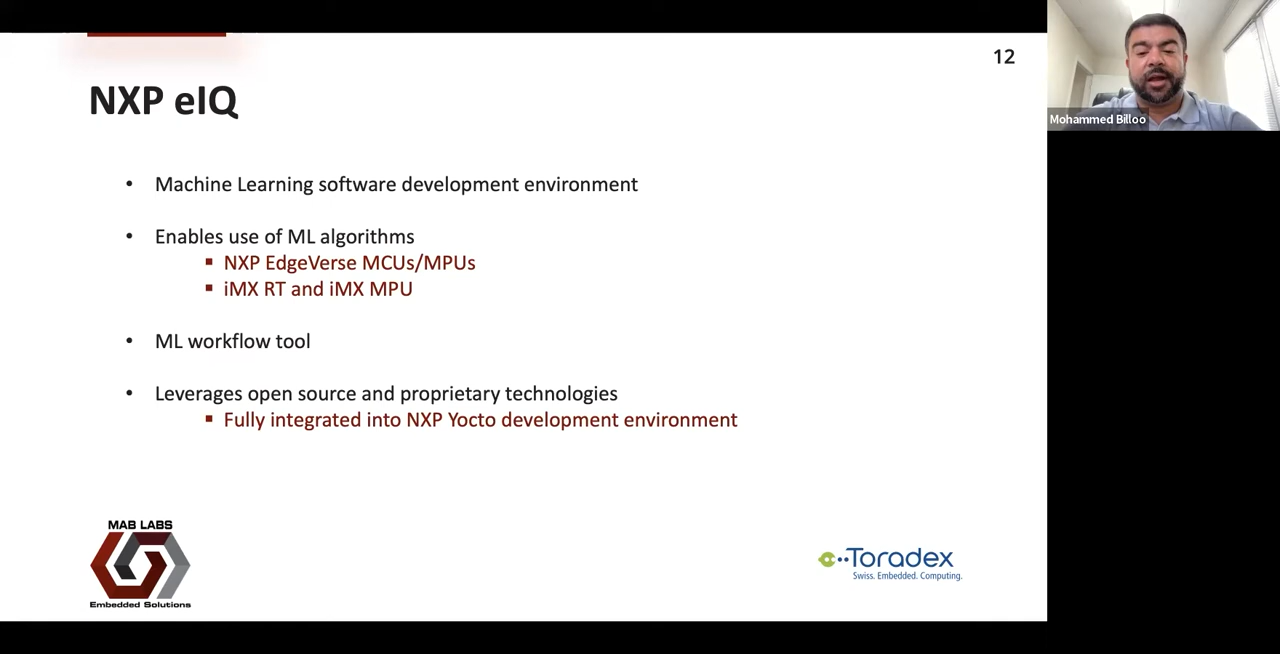 12
NXP eIQ
• Machine Learning software development environment
• Enables use of ML algorithms
▪ NXP EdgeVerse MCUs/MPUs
▪ iMX RT and iMX MPU
• ML workflow tool
• Leverages open source and proprietary technologies
▪ Fully integrated into NXP Yocto development environment
MAB LABS
Embedded Solutions
Toradex
Swiss. Embedded. Computing.
Mohammed Billoo